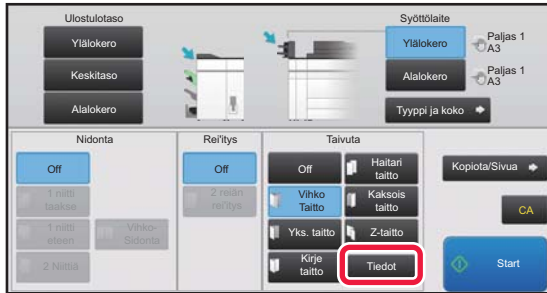 Ulostulotaso
Syöttölaite
Ylälokero
Ylälokero
Paljas 1
A3
Keskitaso
Alalokero
Paljas 1
A3
Alalokero
Tyyppi ja koko
Nidonta
Rei'itys
Taivuta
Off
Off
Off
Haitari
taitto
Kopiota/Sivua
1 niitti
taakse
2 reiän
rei'itys
Vihko
Taitto
Kaksois
taitto
CA
1 niitti
eteen
Vihko-
Sidonta
Yks. taitto
Z-taitto
2 Niittiä
Kirje
taitto
Tiedot
Start